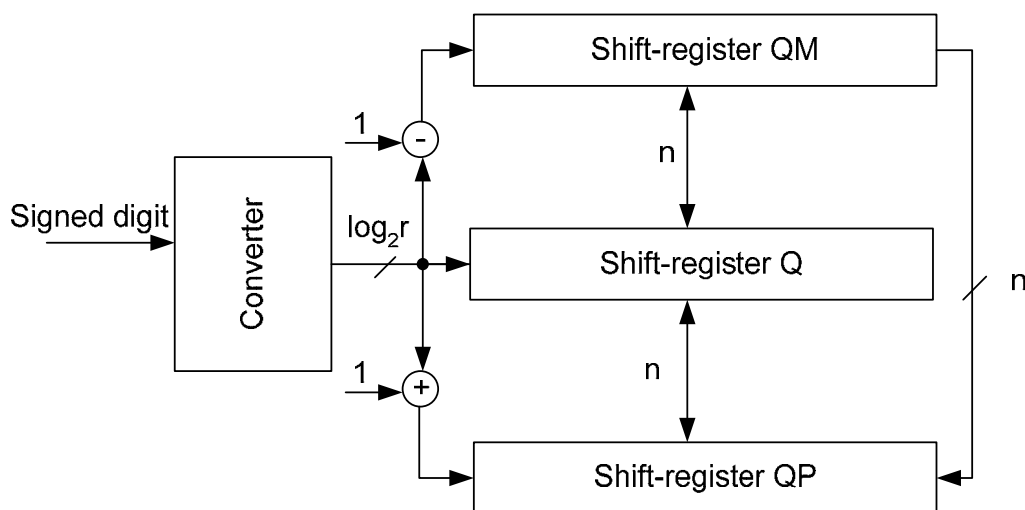 Shift-register QM
1
-
n
Signed digit
Converter
log₂r
Shift-register Q
n
1
+
n
Shift-register QP